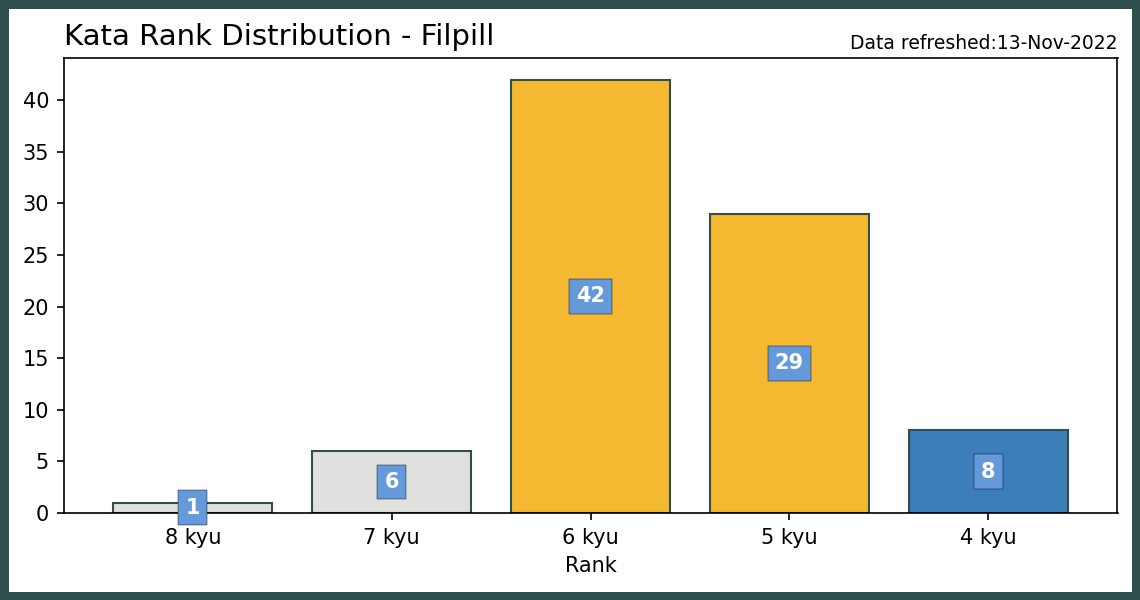 Kata Rank Distribution - Filpill
Data refreshed:13-Nov-2022
40
35
30
25
20
15
10
5
0
1
6
42
29
8
8 kyu
7 kyu
6 kyu
5 kyu
4 kyu
Rank